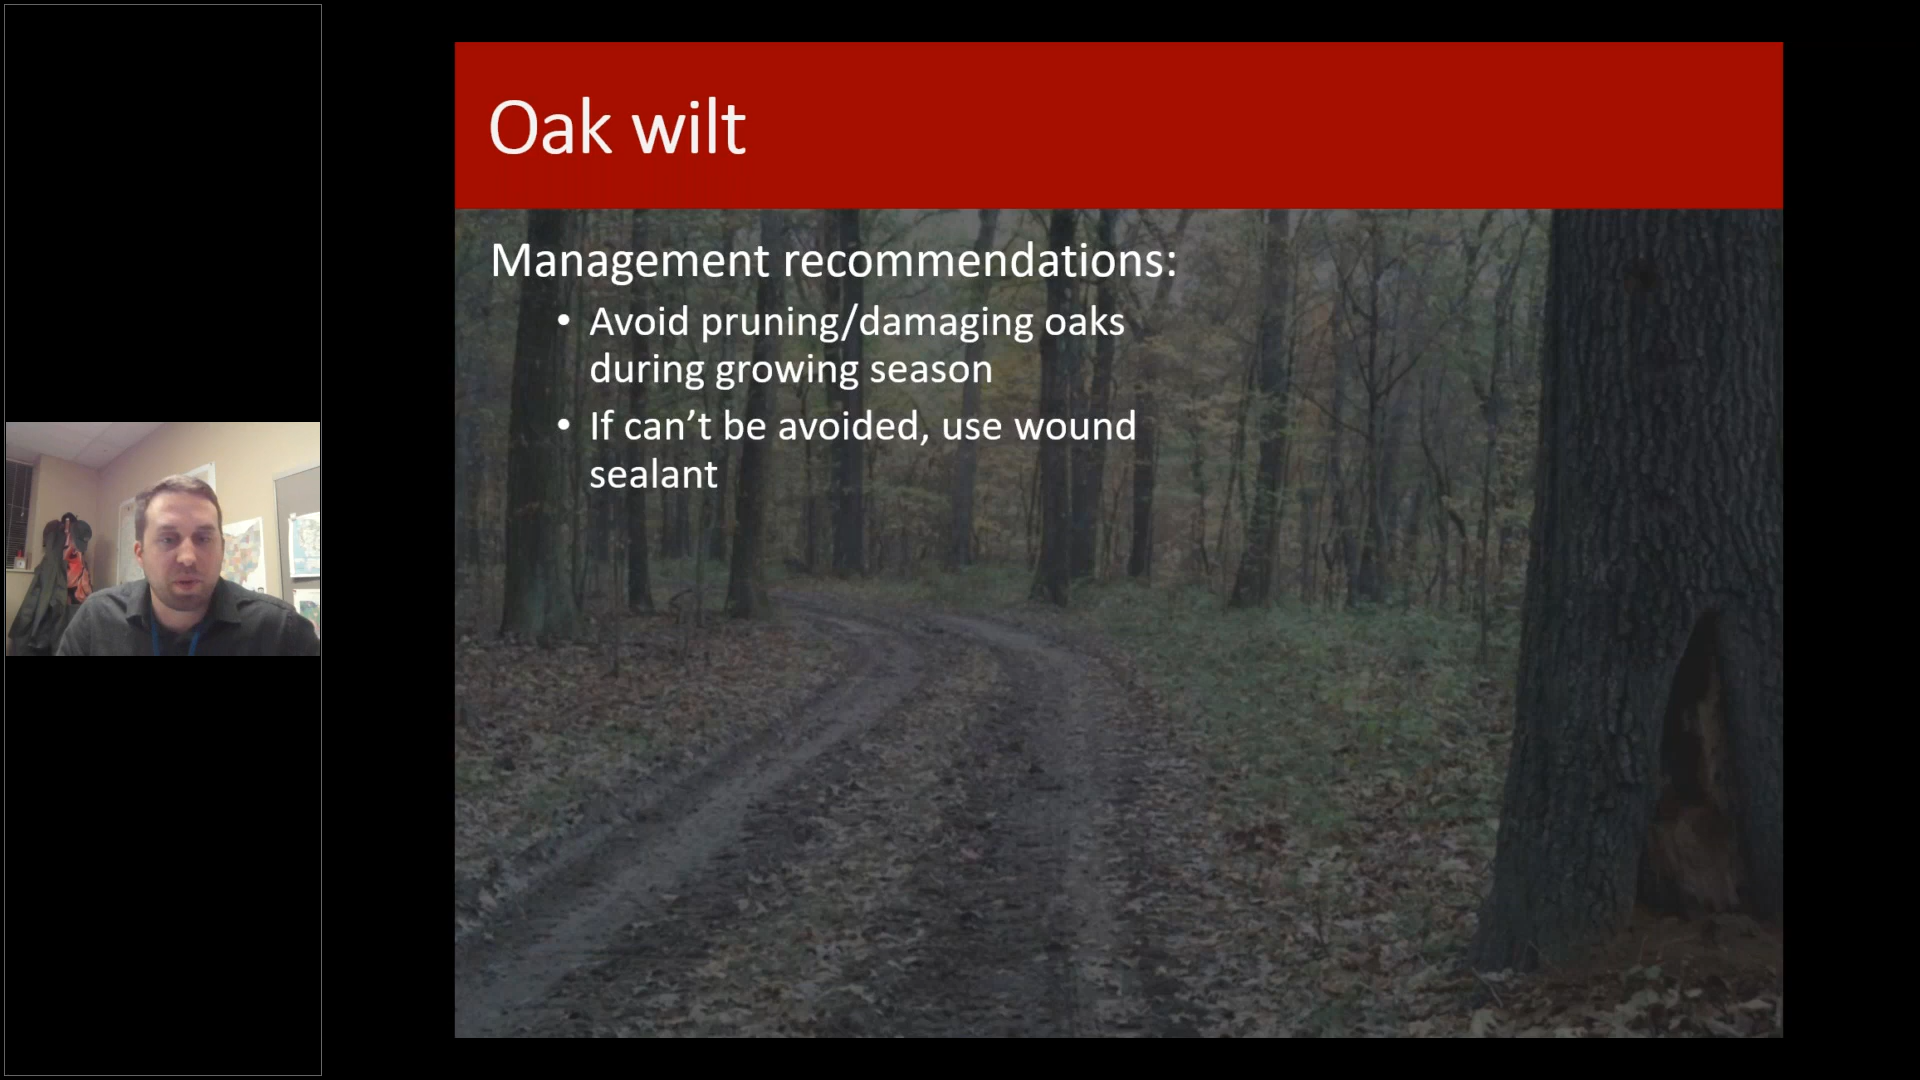 Oak wilt
Management recommendations:
• Avoid pruning/damaging oaks
during growing season
• If can’t be avoided, use wound
sealant